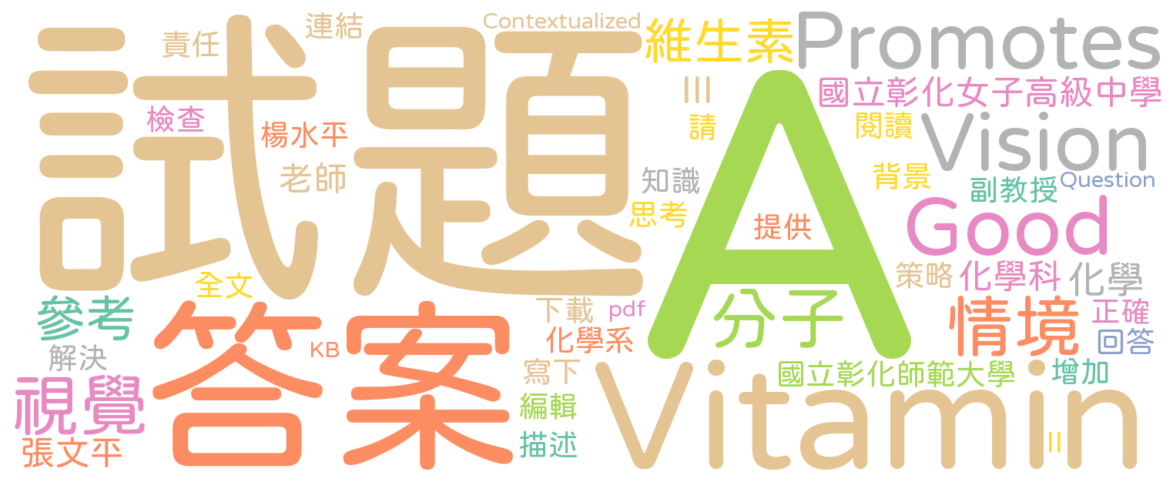 試題
A
答案
Vitamin
Promotes
Vision
Good
視覺
情境
分子
維生素
參考
國立彰化女子高級中學
化學科
化學
國立彰化師範大學
張文平
楊水平
老師
責任
連結
Contextualized
檢查
III
請
知識
思考
提供
閱讀
背景
副教授
Question
策略
正確
回答
增加
全文
解決
KB
下載
pdf
化學系
寫下
編輯
描述
II